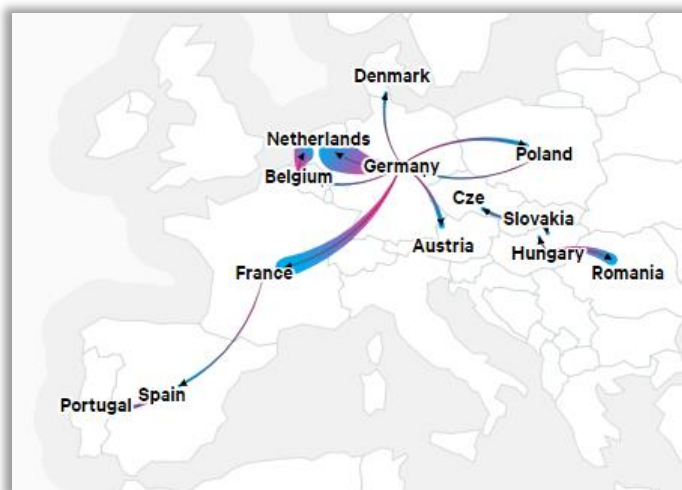 Denmark
Netherlands
Poland
Germany
Belgium
Cze
Slovakia
Austria
Hungary
France
Romania
Spain
Portugal